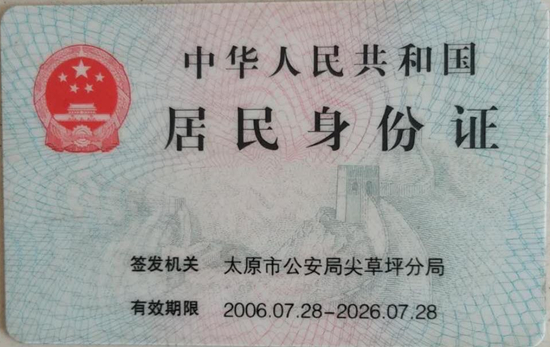 中华人民共和国
居民身份证
签发机关 太原市公安局尖草坪分局
有效期限 2006.07.28-2026.07.28